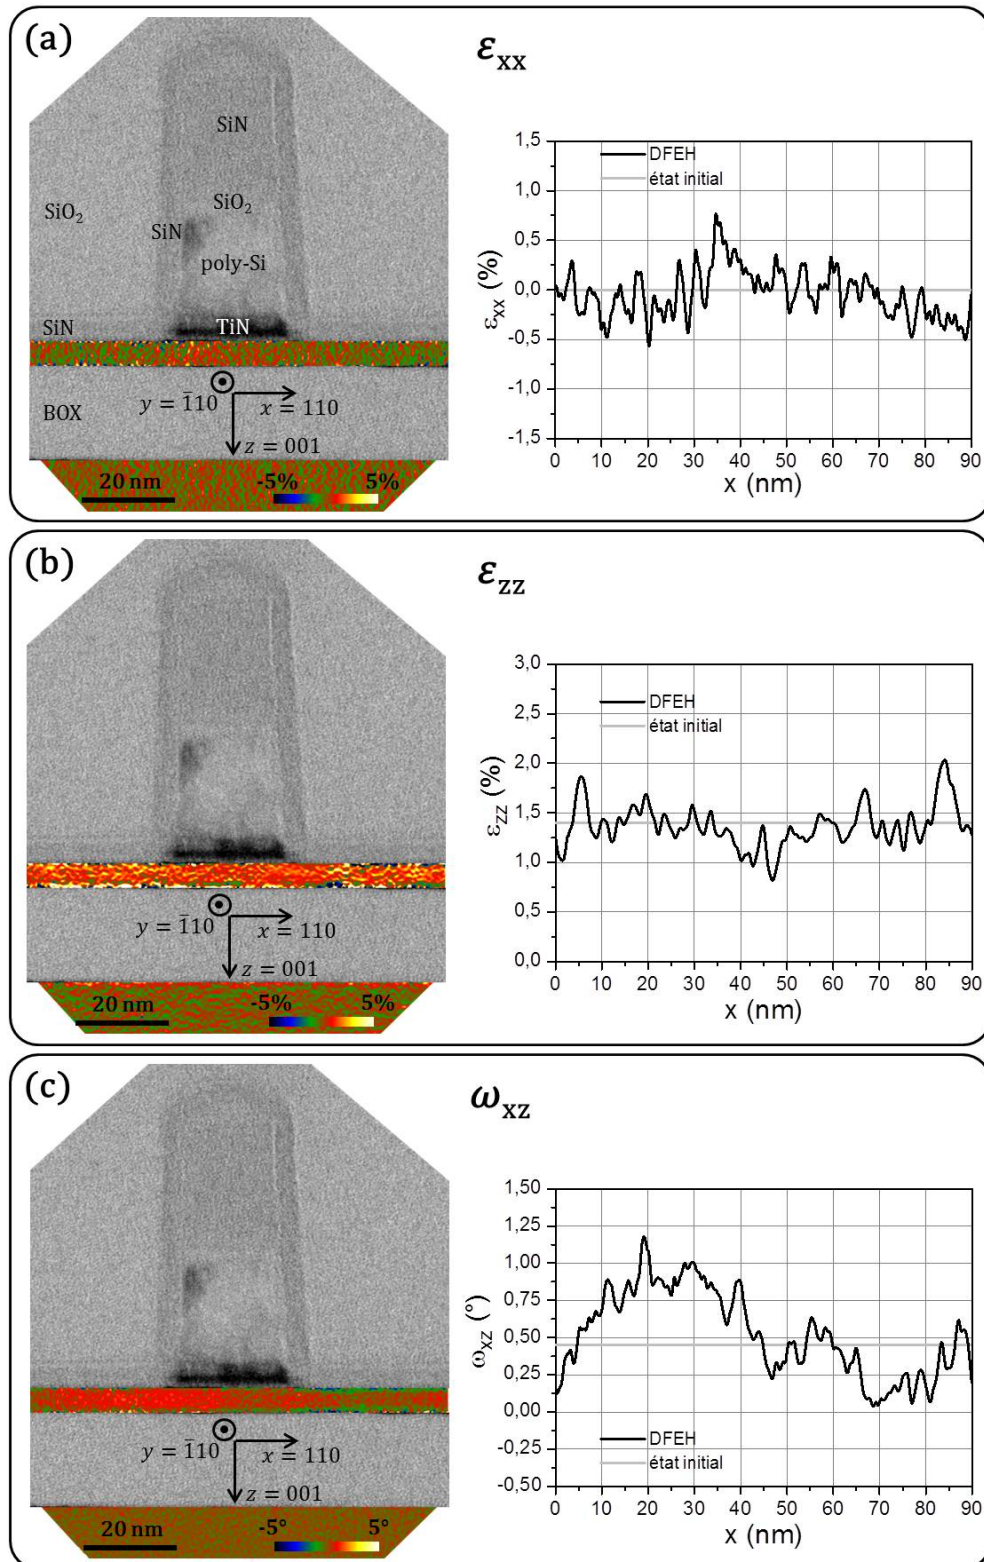 (a)
ε_xx
SiN
SiO₂
SiO₂
SiN
poly-Si
SiN
TiN
BOX
y = 1̄10
x = 110
z = 001
20 nm
-5%
5%
DFEH
état initial
1,5
1,0
0,5
0,0
-0,5
-1,0
-1,5
ε_xx (%)
0 10 20 30 40 50 60 70 80 90
x (nm)
(b)
ε_zz
y = 1̄10
x = 110
z = 001
20 nm
-5%
5%
DFEH
état initial
3,0
2,5
2,0
1,5
1,0
0,5
0,0
ε_zz (%)
0 10 20 30 40 50 60 70 80 90
x (nm)
(c)
ω_xz
y = 1̄10
x = 110
z = 001
20 nm
-5°
5°
1,50
1,25
1,00
0,75
0,50
0,25
0,00
-0,25
-0,50
ω_xz (°)
DFEH
état initial
0 10 20 30 40 50 60 70 80 90
x (nm)